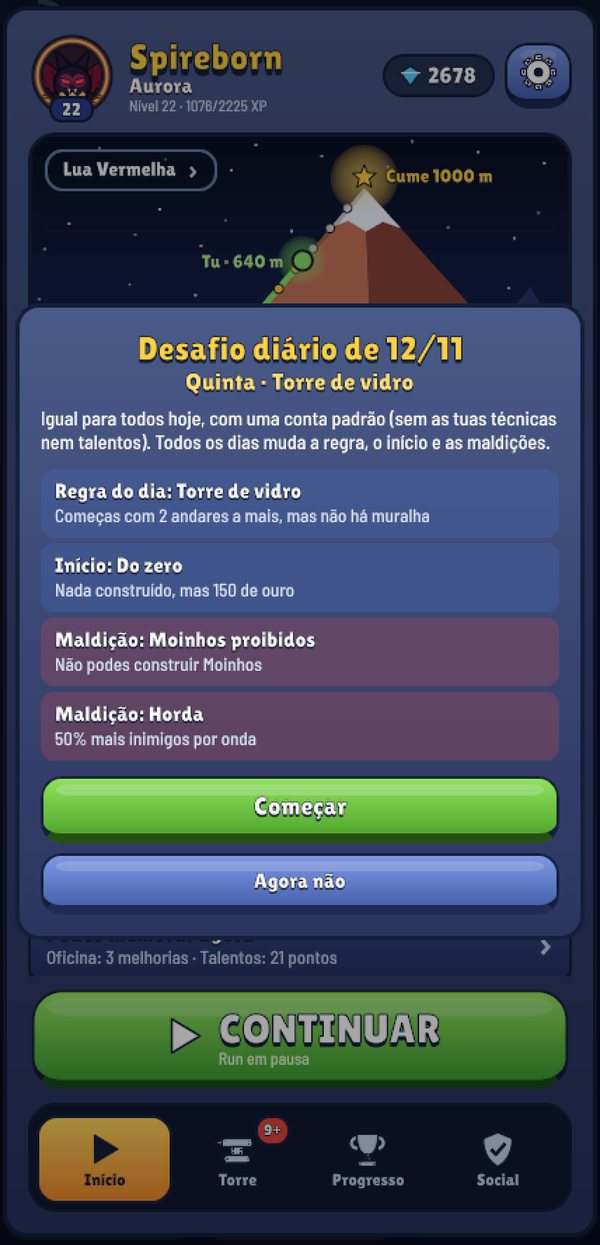 Spireborn
Aurora
Nível 22 · 1076/2225 XP
22
2678
Lua Vermelha
Cume 1000 m
Tu · 640 m
Desafio diário de 12/11
Quinta · Torre de vidro
Igual para todos hoje, com uma conta padrão (sem as tuas técnicas
nem talentos). Todos os dias muda a regra, o início e as maldições.
Regra do dia: Torre de vidro
Começas com 2 andares a mais, mas não há muralha
Início: Do zero
Nada construído, mas 150 de ouro
Maldição: Moinhos proibidos
Não podes construir Moinhos
Maldição: Horda
50% mais inimigos por onda
Começar
Agora não
Oficina: 3 melhorias · Talentos: 21 pontos
CONTINUAR
Run em pausa
9+
Início
Torre
Progresso
Social